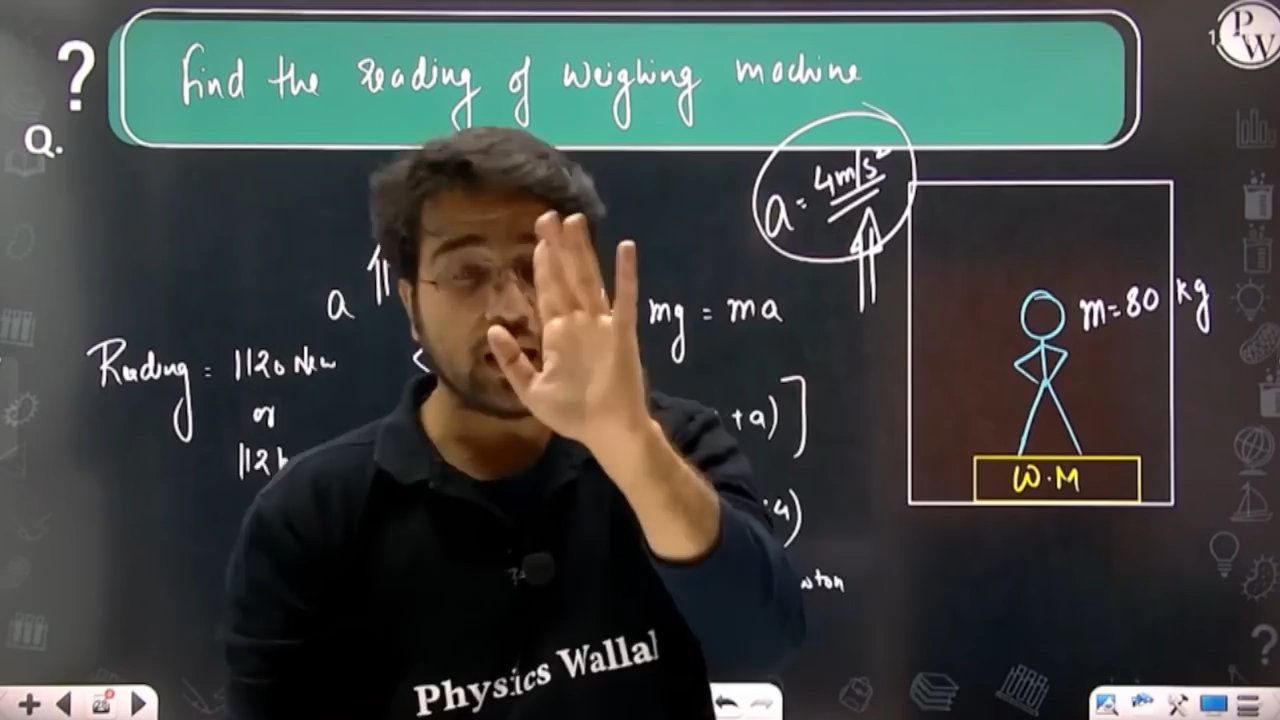 ?
Find the reading of weighing machine
PW
Q.
a = 4m/s²
a
mg = ma
m = 80 kg
Reading = 1120 New
or
112
+a)]
W.M
Physics Wallah